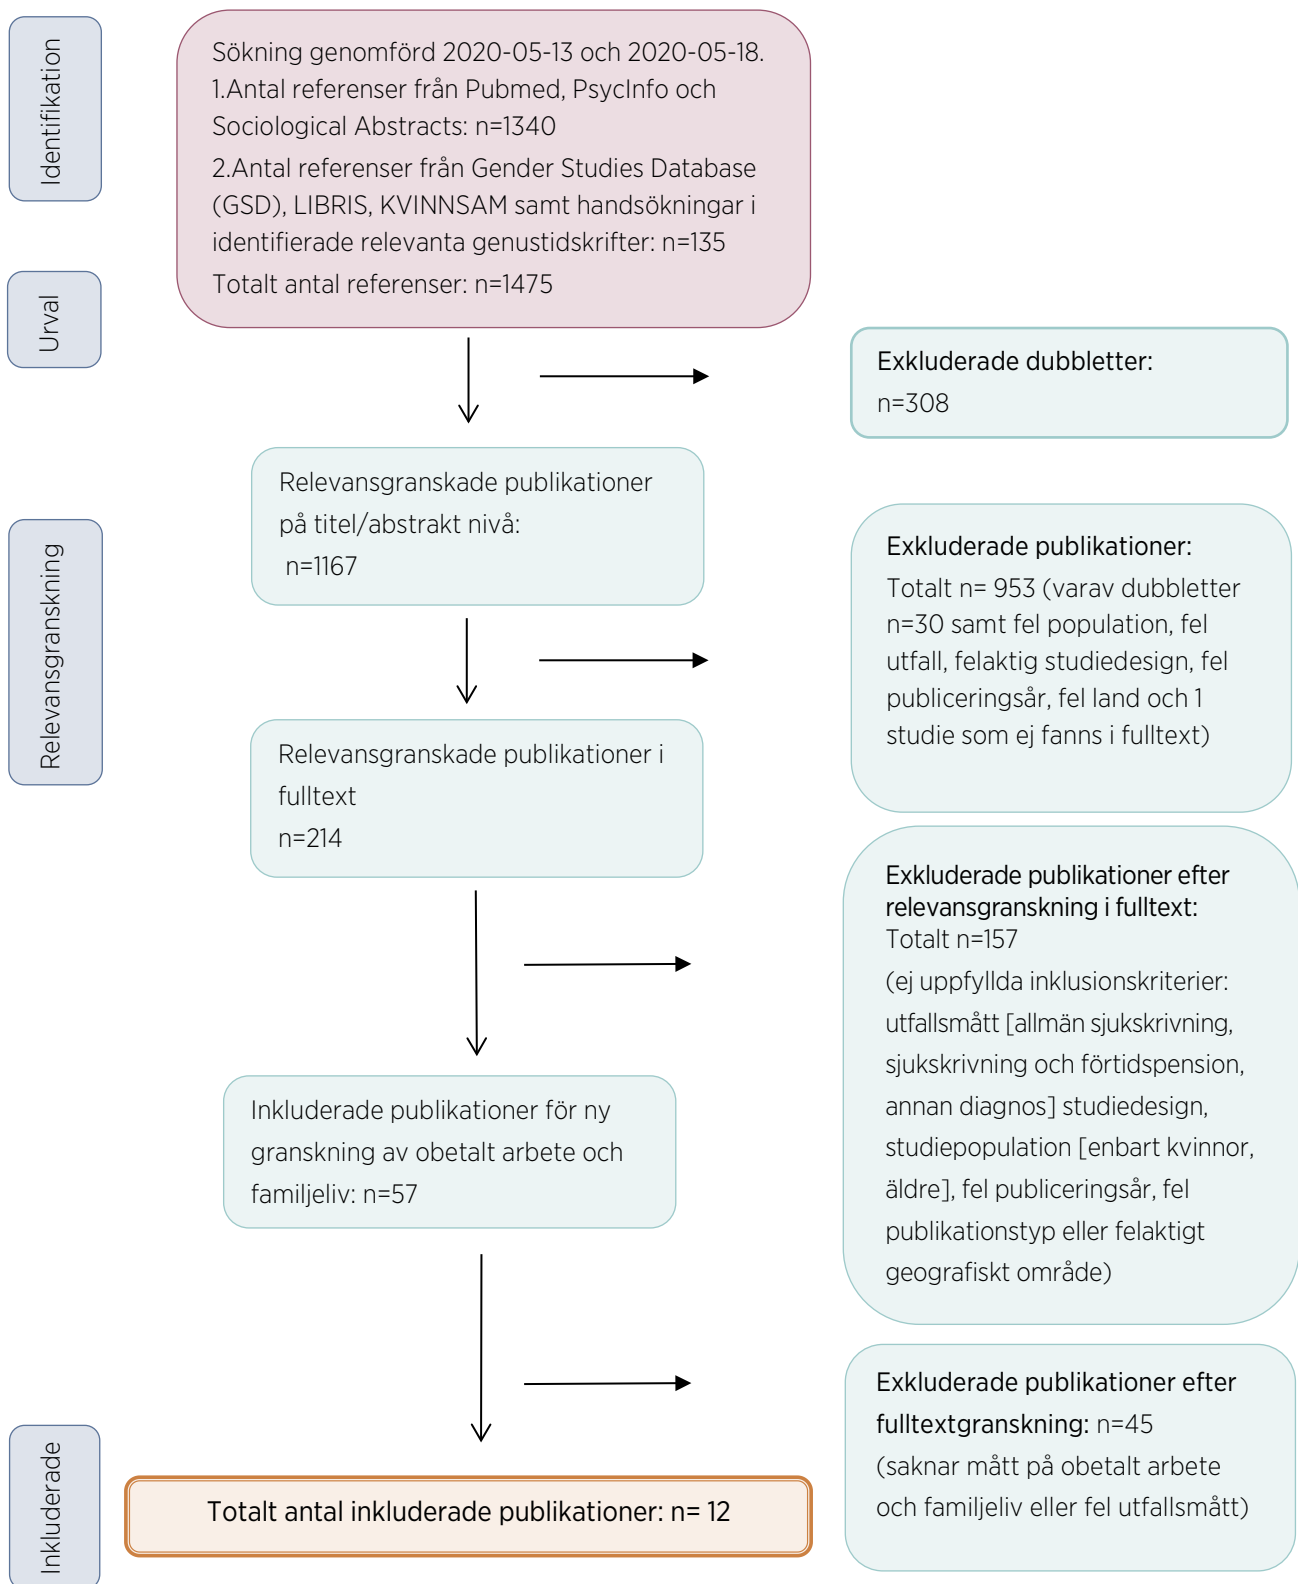 Identifikation
Sökning genomförd 2020-05-13 och 2020-05-18.
1.Antal referenser från Pubmed, PsycInfo och
Sociological Abstracts: n=1340
2.Antal referenser från Gender Studies Database
(GSD), LIBRIS, KVINNSAM samt handsökningar i
identifierade relevanta genustidskrifter: n=135
Totalt antal referenser: n=1475
Urval
Exkluderade dubbletter:
n=308
Relevansgranskade publikationer
på titel/abstrakt nivå:
n=1167
Relevansgranskning
Exkluderade publikationer:
Totalt n= 953 (varav dubbletter
n=30 samt fel population, fel
utfall, felaktig studiedesign, fel
publiceringsår, fel land och 1
studie som ej fanns i fulltext)
Relevansgranskade publikationer i
fulltext
n=214
Exkluderade publikationer efter
relevansgranskning i fulltext:
Totalt n=157
(ej uppfyllda inklusionskriterier:
utfallsmått [allmän sjukskrivning,
sjukskrivning och förtidspension,
annan diagnos] studiedesign,
studiepopulation [enbart kvinnor,
äldre], fel publiceringsår, fel
publikationstyp eller felaktigt
geografiskt område)
Inkluderade publikationer för ny
granskning av obetalt arbete och
familjeliv: n=57
Exkluderade publikationer efter
fulltextgranskning: n=45
(saknar mått på obetalt arbete
och familjeliv eller fel utfallsmått)
Inkluderade
Totalt antal inkluderade publikationer: n= 12